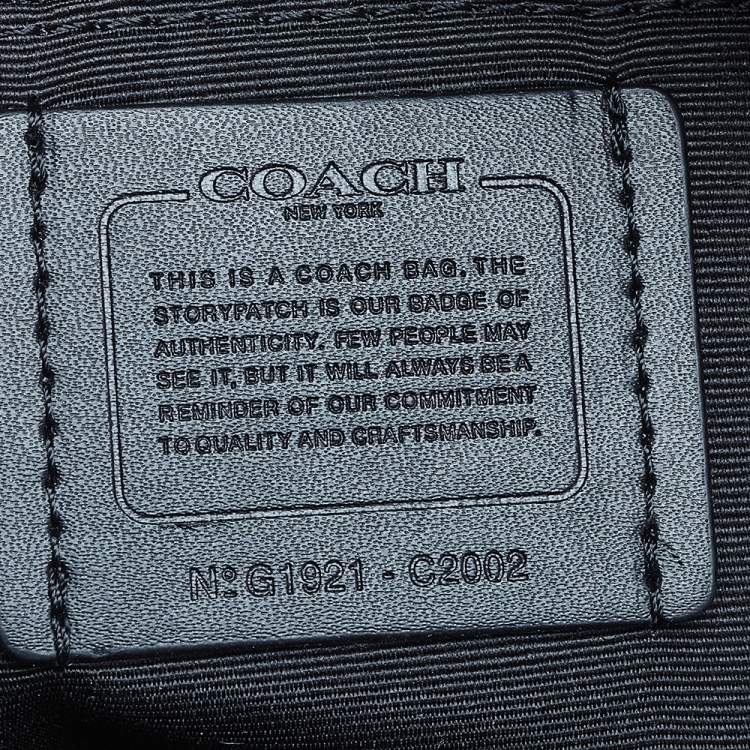 COACH
NEW YORK
THIS IS A COACH BAG. THE
STORYPATCH IS OUR BADGE OF
AUTHENTICITY. FEW PEOPLE MAY
SEE IT, BUT IT WILL ALWAYS BE A
REMINDER OF OUR COMMITMENT
TO QUALITY AND CRAFTSMANSHIP.
Nº G1921 - C2002